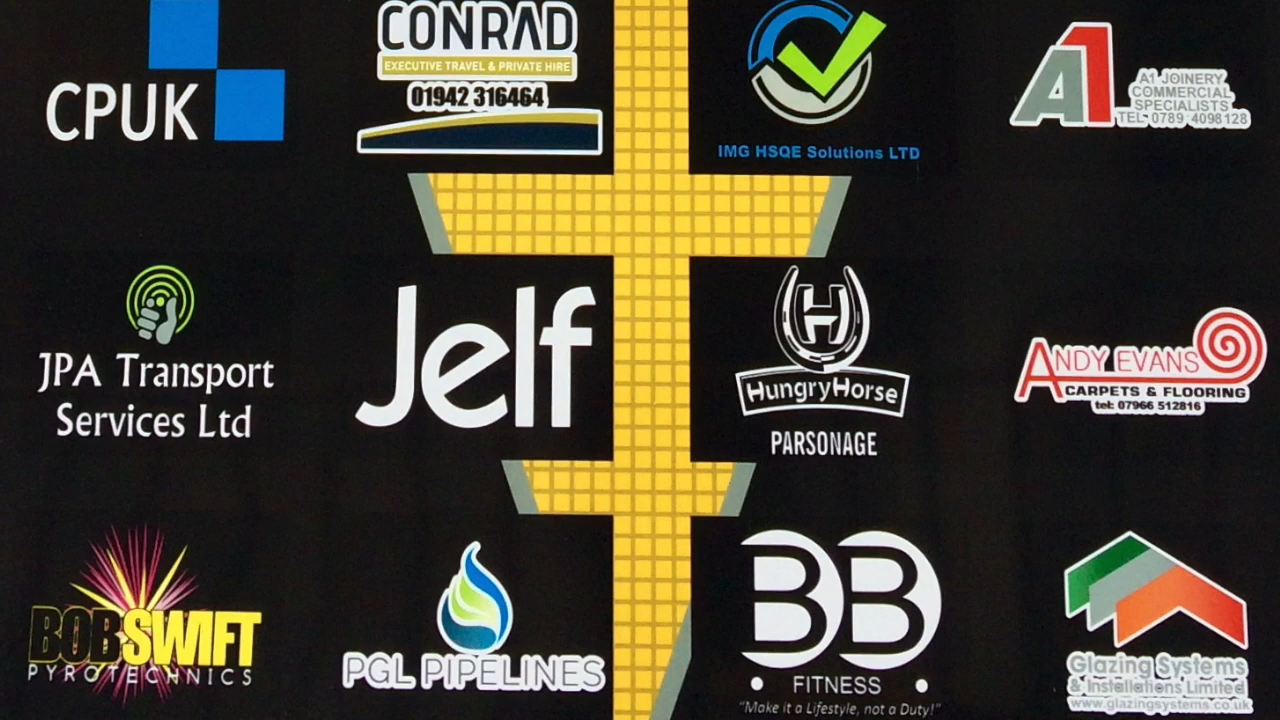 CPUK
CONRAD
EXECUTIVE TRAVEL & PRIVATE HIRE
01942 316464
IMG HSQE Solutions LTD
A1
A1 JOINERY
COMMERCIAL
SPECIALISTS
TEL 0789 4098128
JPA Transport
Services Ltd
Jelf
H
HungryHorse
PARSONAGE
ANDY EVANS
CARPETS & FLOORING
tel: 07966 512816
BOBSWIFT
PYROTECHNICS
PGL PIPELINES
BB
FITNESS
"Make it a Lifestyle, not a Duty!"
Glazing Systems
& Installations Limited
www.glazingsystems.co.uk